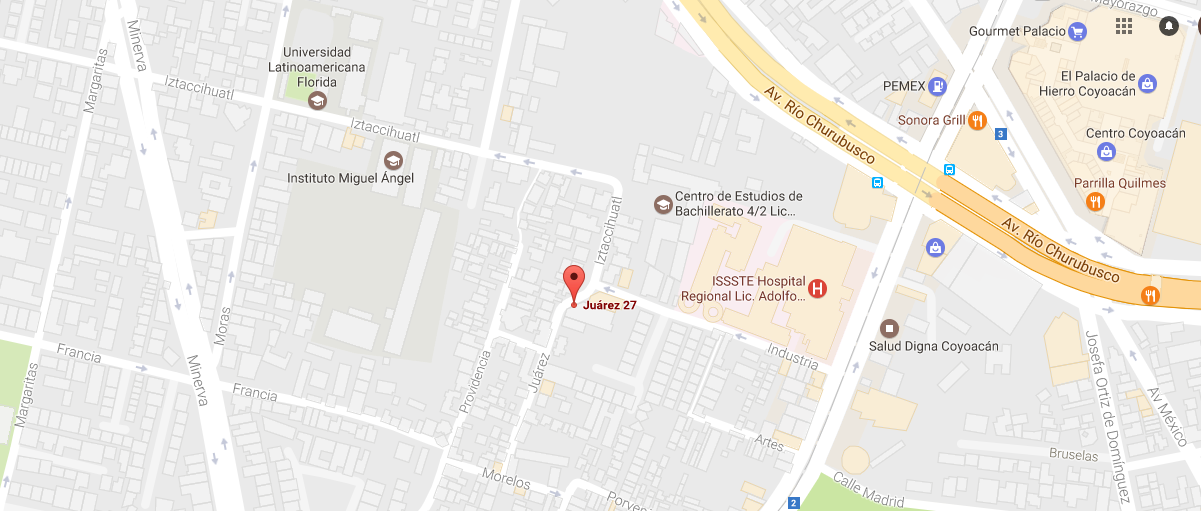 Mayorazgo
Gourmet Palacio
Minerva
Margaritas
Universidad
Latinoamericana
Florida
Iztaccihuatl
El Palacio de
Hierro Coyoacán
PEMEX
Av. Río Churubusco
Sonora Grill
3
Iztaccihuatl
Centro Coyoacán
Instituto Miguel Ángel
Parrilla Quilmes
Centro de Estudios de
Bachillerato 4/2 Lic...
Iztaccihuatl
Av. Río Churubusco
ISSSTE Hospital
Regional Lic. Adolfo...
H
Juárez 27
Moras
Industria
Salud Digna Coyoacán
Francia
Margaritas
Minerva
Providencia
Juárez
Francia
Josefa Ortiz de Domínguez
Av México
Artes
Bruselas
Morelos
Calle Madrid
2